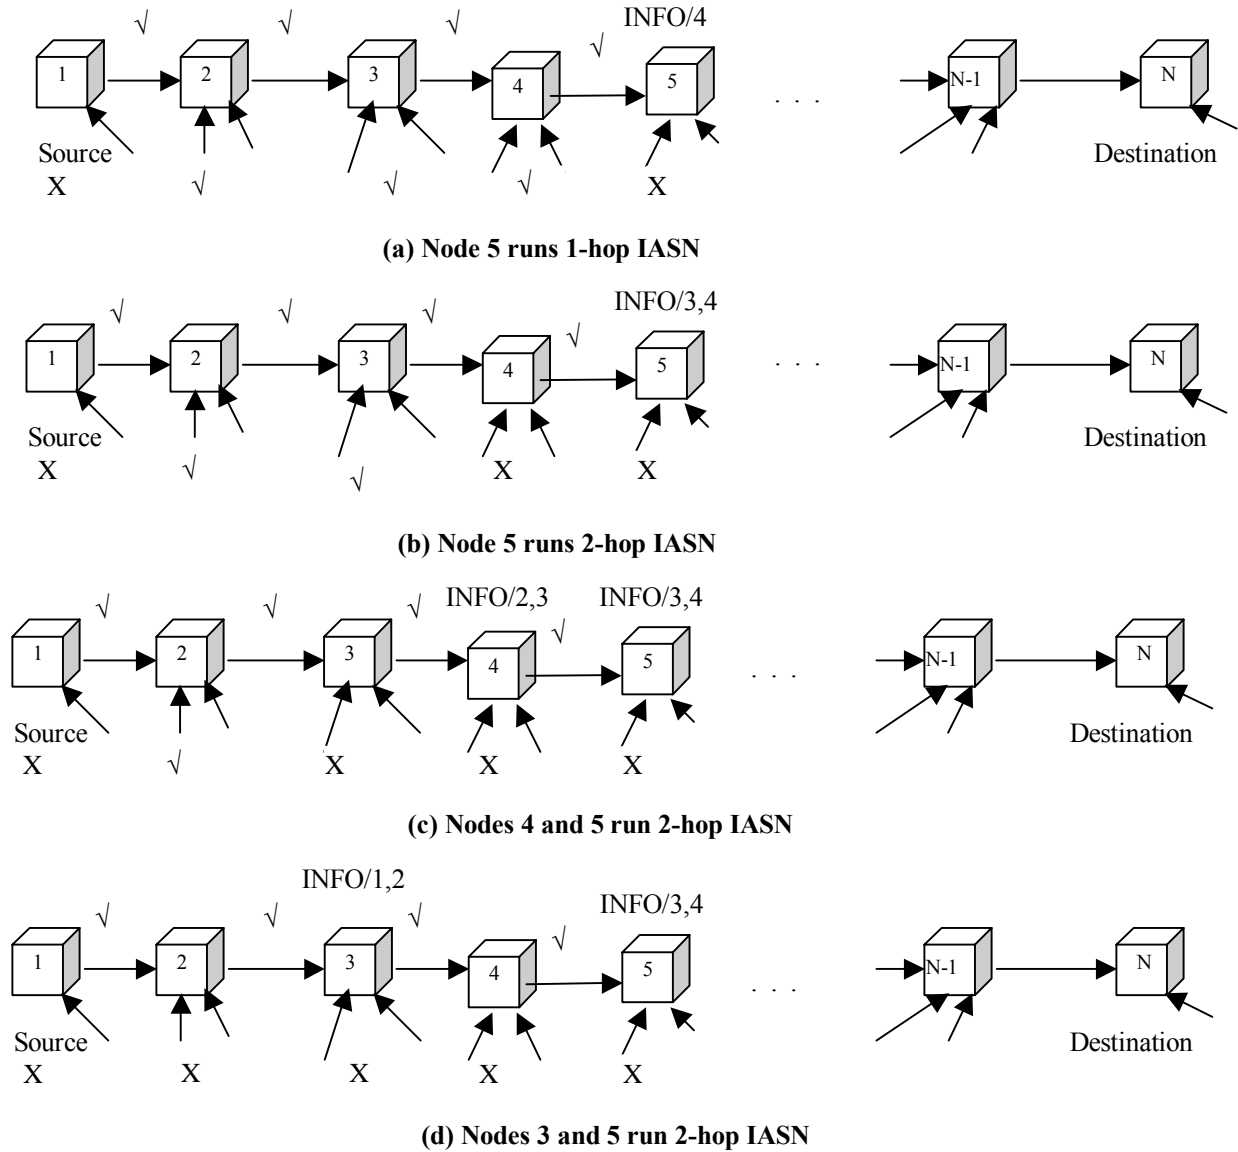 √ √ √ √ INFO/4
1 2 3 4 5 . . . N-1 N
Source Destination
X √ √ √ X
(a) Node 5 runs 1-hop IASN
√ √ √ √ INFO/3,4
1 2 3 4 5 . . . N-1 N
Source Destination
X √ √ X X
(b) Node 5 runs 2-hop IASN
√ √ √ INFO/2,3 √ INFO/3,4
1 2 3 4 5 . . . N-1 N
Source Destination
X √ X X X
(c) Nodes 4 and 5 run 2-hop IASN
INFO/1,2
√ √ √ √ INFO/3,4
1 2 3 4 5 . . . N-1 N
Source Destination
X X X X X
(d) Nodes 3 and 5 run 2-hop IASN